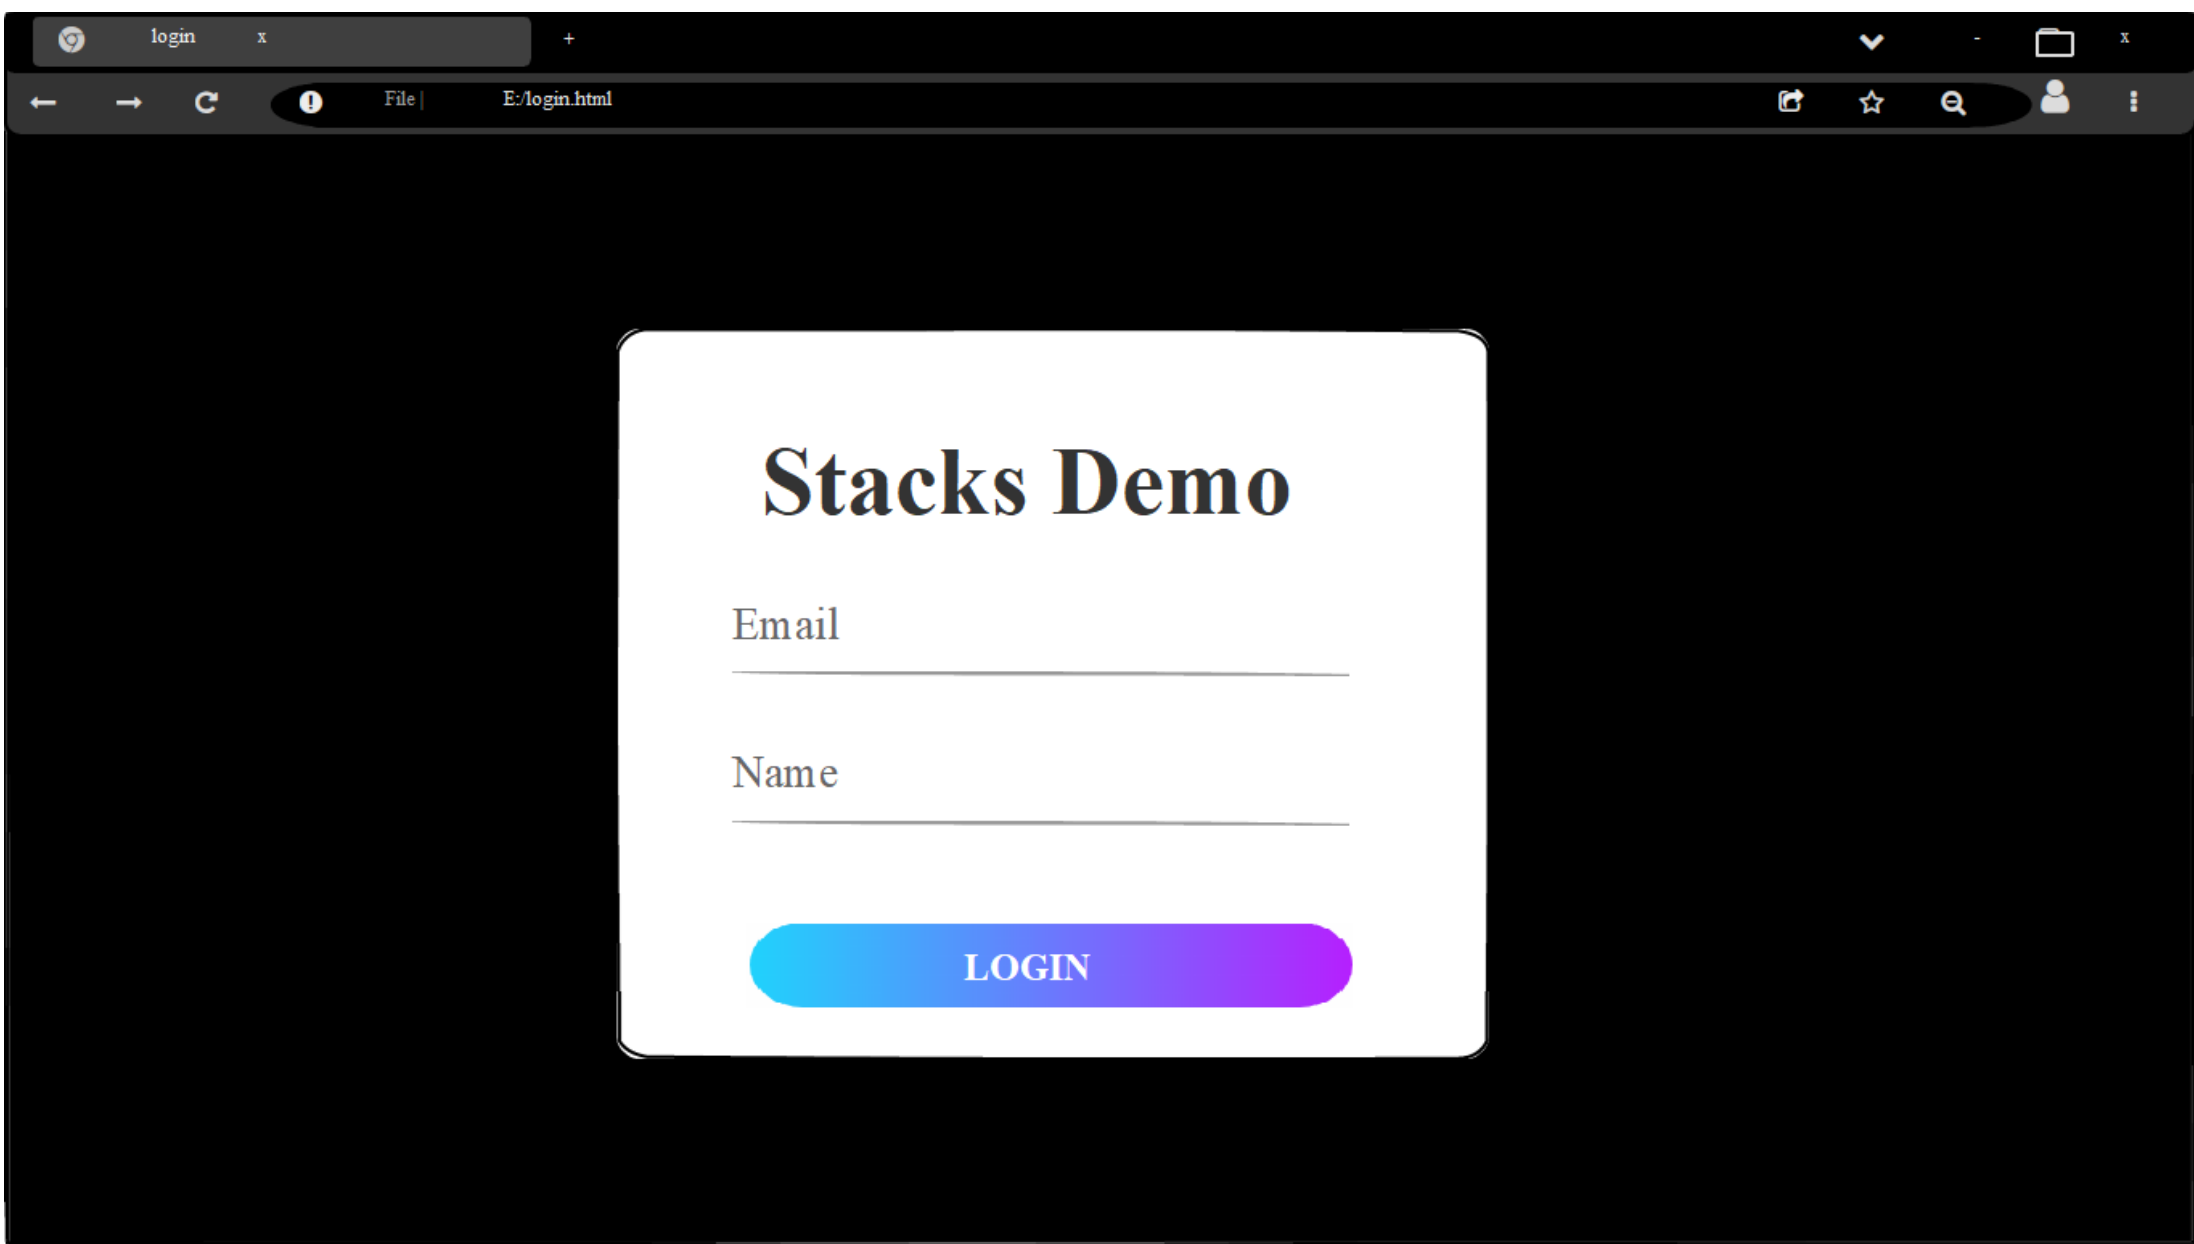 login x +
- x
File | E:/login.html
Stacks Demo
Email
Name
LOGIN